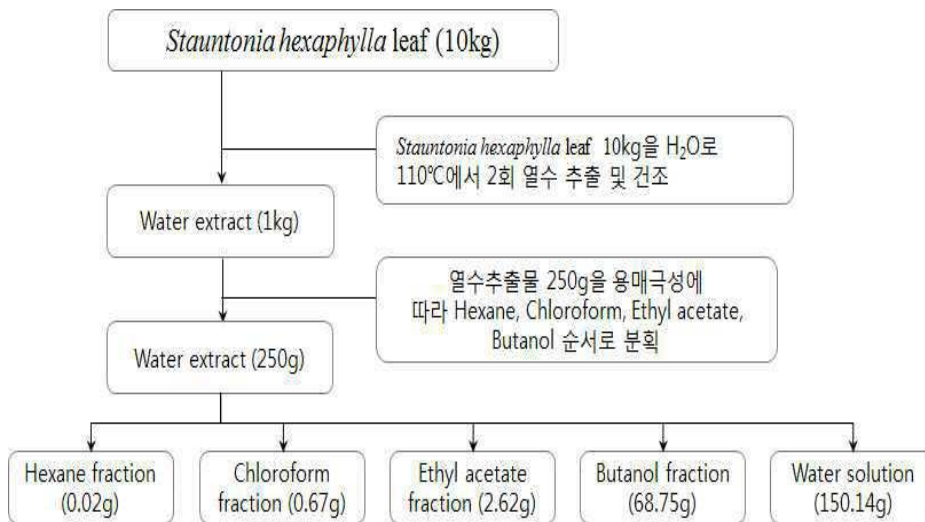 Stauntonia hexaphylla leaf (10kg)
Stauntonia hexaphylla leaf 10kg을 H₂O로
110℃에서 2회 열수 추출 및 건조
Water extract (1kg)
열수추출물 250g을 용매극성에
따라 Hexane, Chloroform, Ethyl acetate,
Butanol 순서로 분획
Water extract (250g)
Hexane fraction
(0.02g)
Chloroform
fraction (0.67g)
Ethyl acetate
fraction (2.62g)
Butanol fraction
(68.75g)
Water solution
(150.14g)